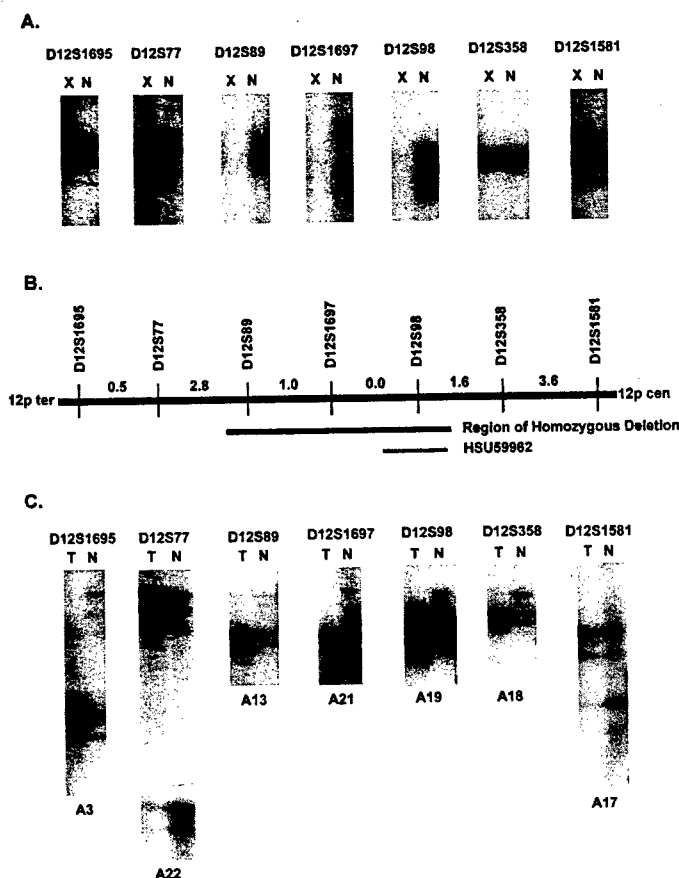 A.
D12S1695 D12S77 D12S89 D12S1697 D12S98 D12S358 D12S1581
X N X N X N X N X N X N X N
B.
D12S1695 D12S77 D12S89 D12S1697 D12S98 D12S358 D12S1581
0.5 2.8 1.0 0.0 1.6 3.6
12p ter 12p cen
Region of Homozygous Deletion
HSU59962
C.
D12S1695 D12S77 D12S89 D12S1697 D12S98 D12S358 D12S1581
T N T N T N T N T N T N T N
A13 A21 A19 A18
A3 A17
A22